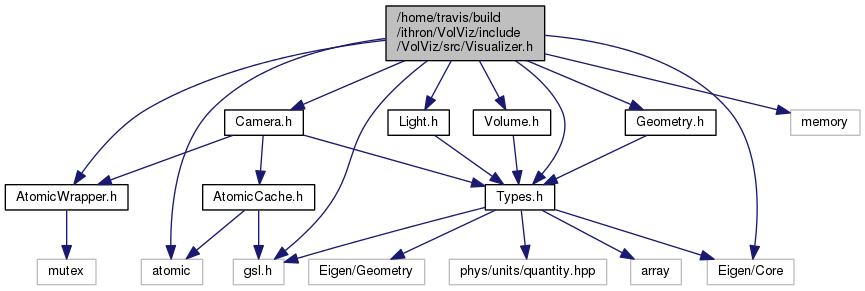 /home/travis/build
/ithron/VolViz/include
/VolViz/src/Visualizer.h
Camera.h
Light.h
Volume.h
Geometry.h
memory
AtomicWrapper.h
AtomicCache.h
Types.h
mutex
atomic
gsl.h
Eigen/Geometry
phys/units/quantity.hpp
array
Eigen/Core